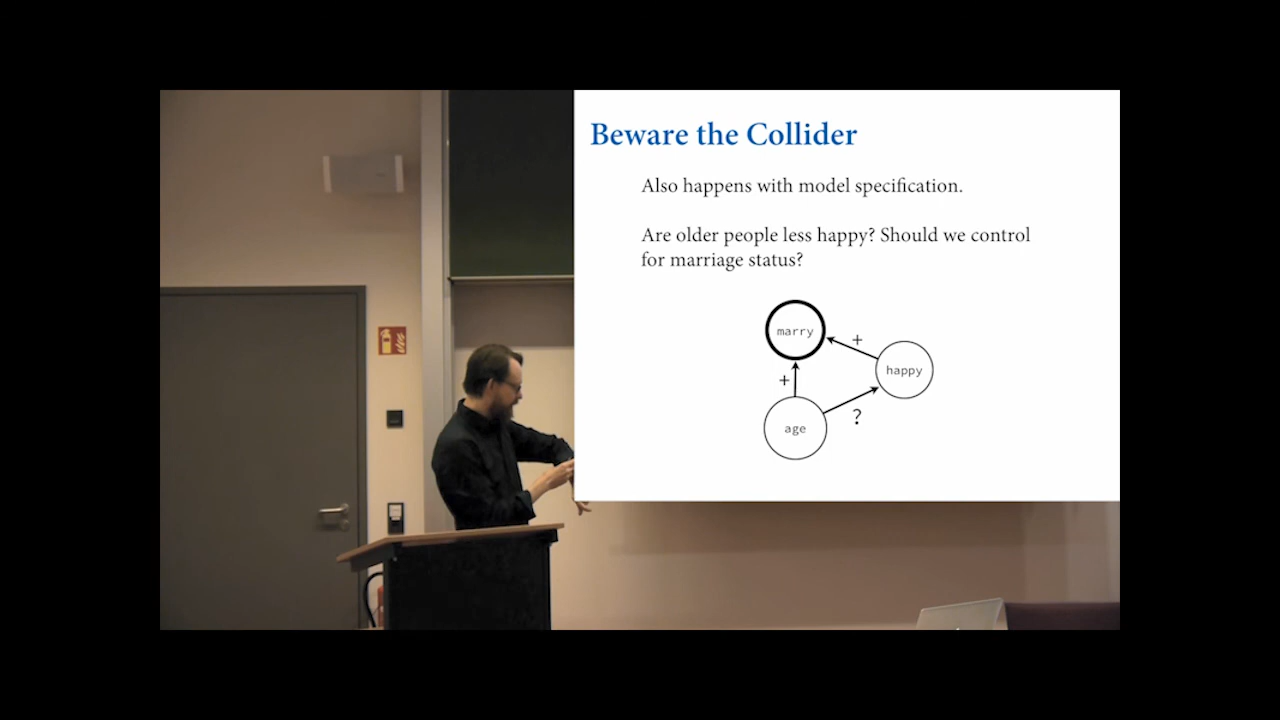 Beware the Collider
Also happens with model specification.
Are older people less happy? Should we control
for marriage status?
marry
+
happy
+
?
age